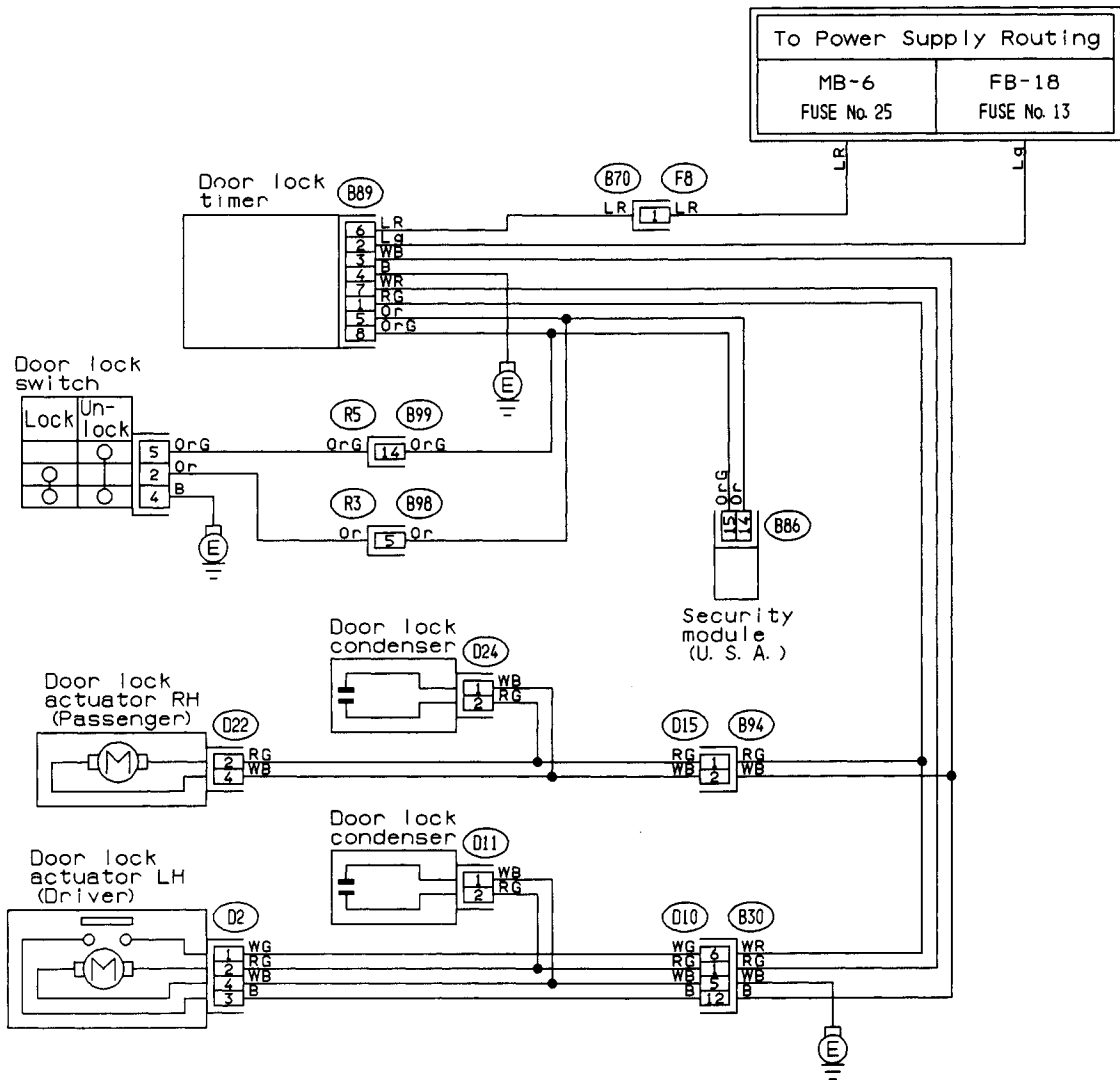 To Power Supply Routing
MB-6
FUSE No. 25
FB-18
FUSE No. 13
LR
Lg
Door lock
timer
B89
B70
F8
LR
1
LR
6
LR
2
Lg
3
WB
4
B
7
WR
1
RG
5
Or
8
OrG
E
Door lock
switch
Lock
Un-
lock
5
OrG
2
Or
4
B
E
R5
B99
OrG
14
OrG
R3
B98
Or
5
Or
OrG
Or
15
14
B86
Security
module
(U. S. A. )
Door lock
condenser
D24
1
WB
2
RG
Door lock
actuator RH
(Passenger)
D22
M
2
RG
4
WB
D15
B94
RG
1
RG
WB
2
WB
Door lock
condenser
D11
1
WB
2
RG
Door lock
actuator LH
(Driver)
D2
M
1
WG
2
RG
4
WB
3
B
D10
B30
WG
6
WR
RG
1
RG
WB
5
WB
B
12
B
E